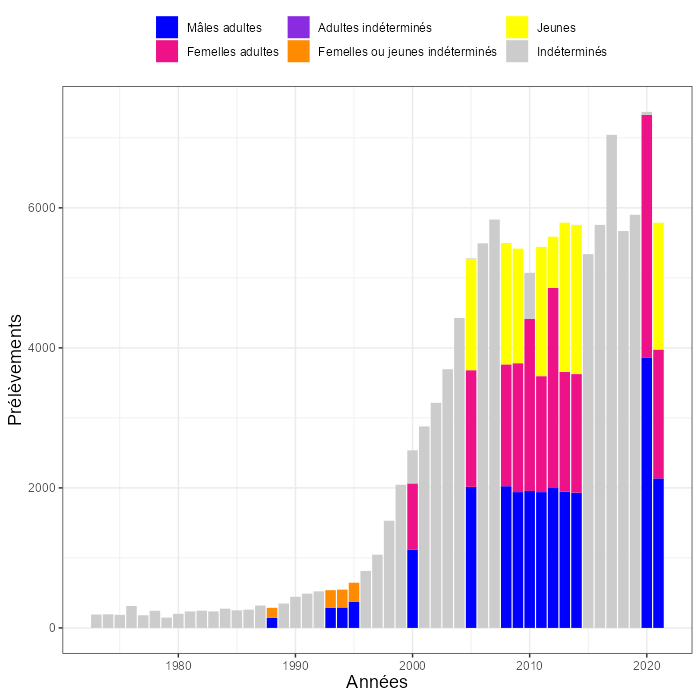 Mâles adultes
Adultes indéterminés
Jeunes
Femelles adultes
Femelles ou jeunes indéterminés
Indéterminés
Prélèvements
6000
4000
2000
0
1980
1990
2000
2010
2020
Années